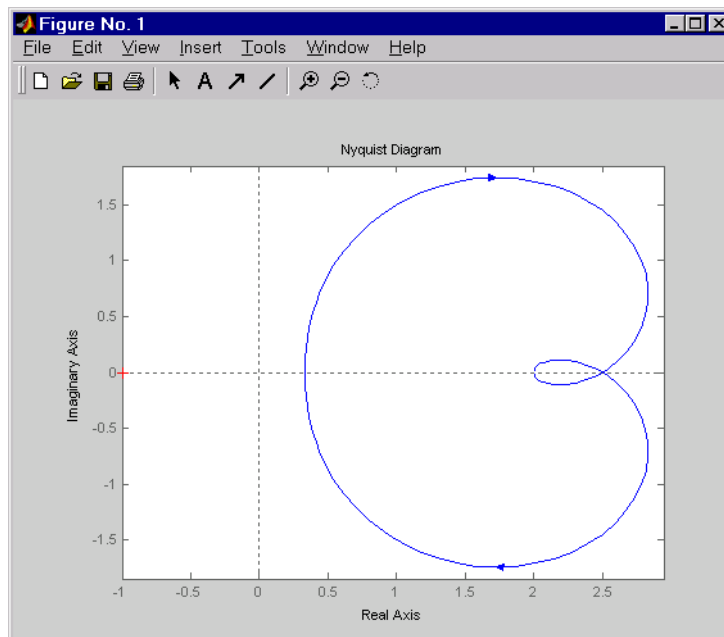 Figure No. 1
File Edit View Insert Tools Window Help
A
Nyquist Diagram
Imaginary Axis
1.5
1
0.5
0
-0.5
-1
-1.5
-1 -0.5 0 0.5 1 1.5 2 2.5
Real Axis